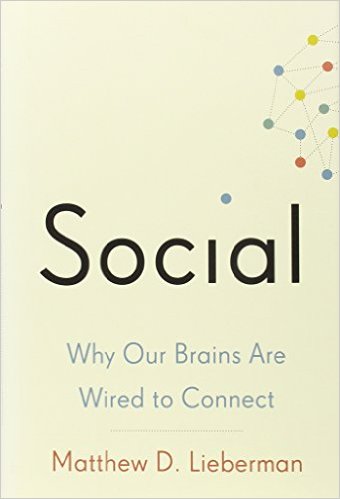 Social
Why Our Brains Are
Wired to Connect
Matthew D. Lieberman